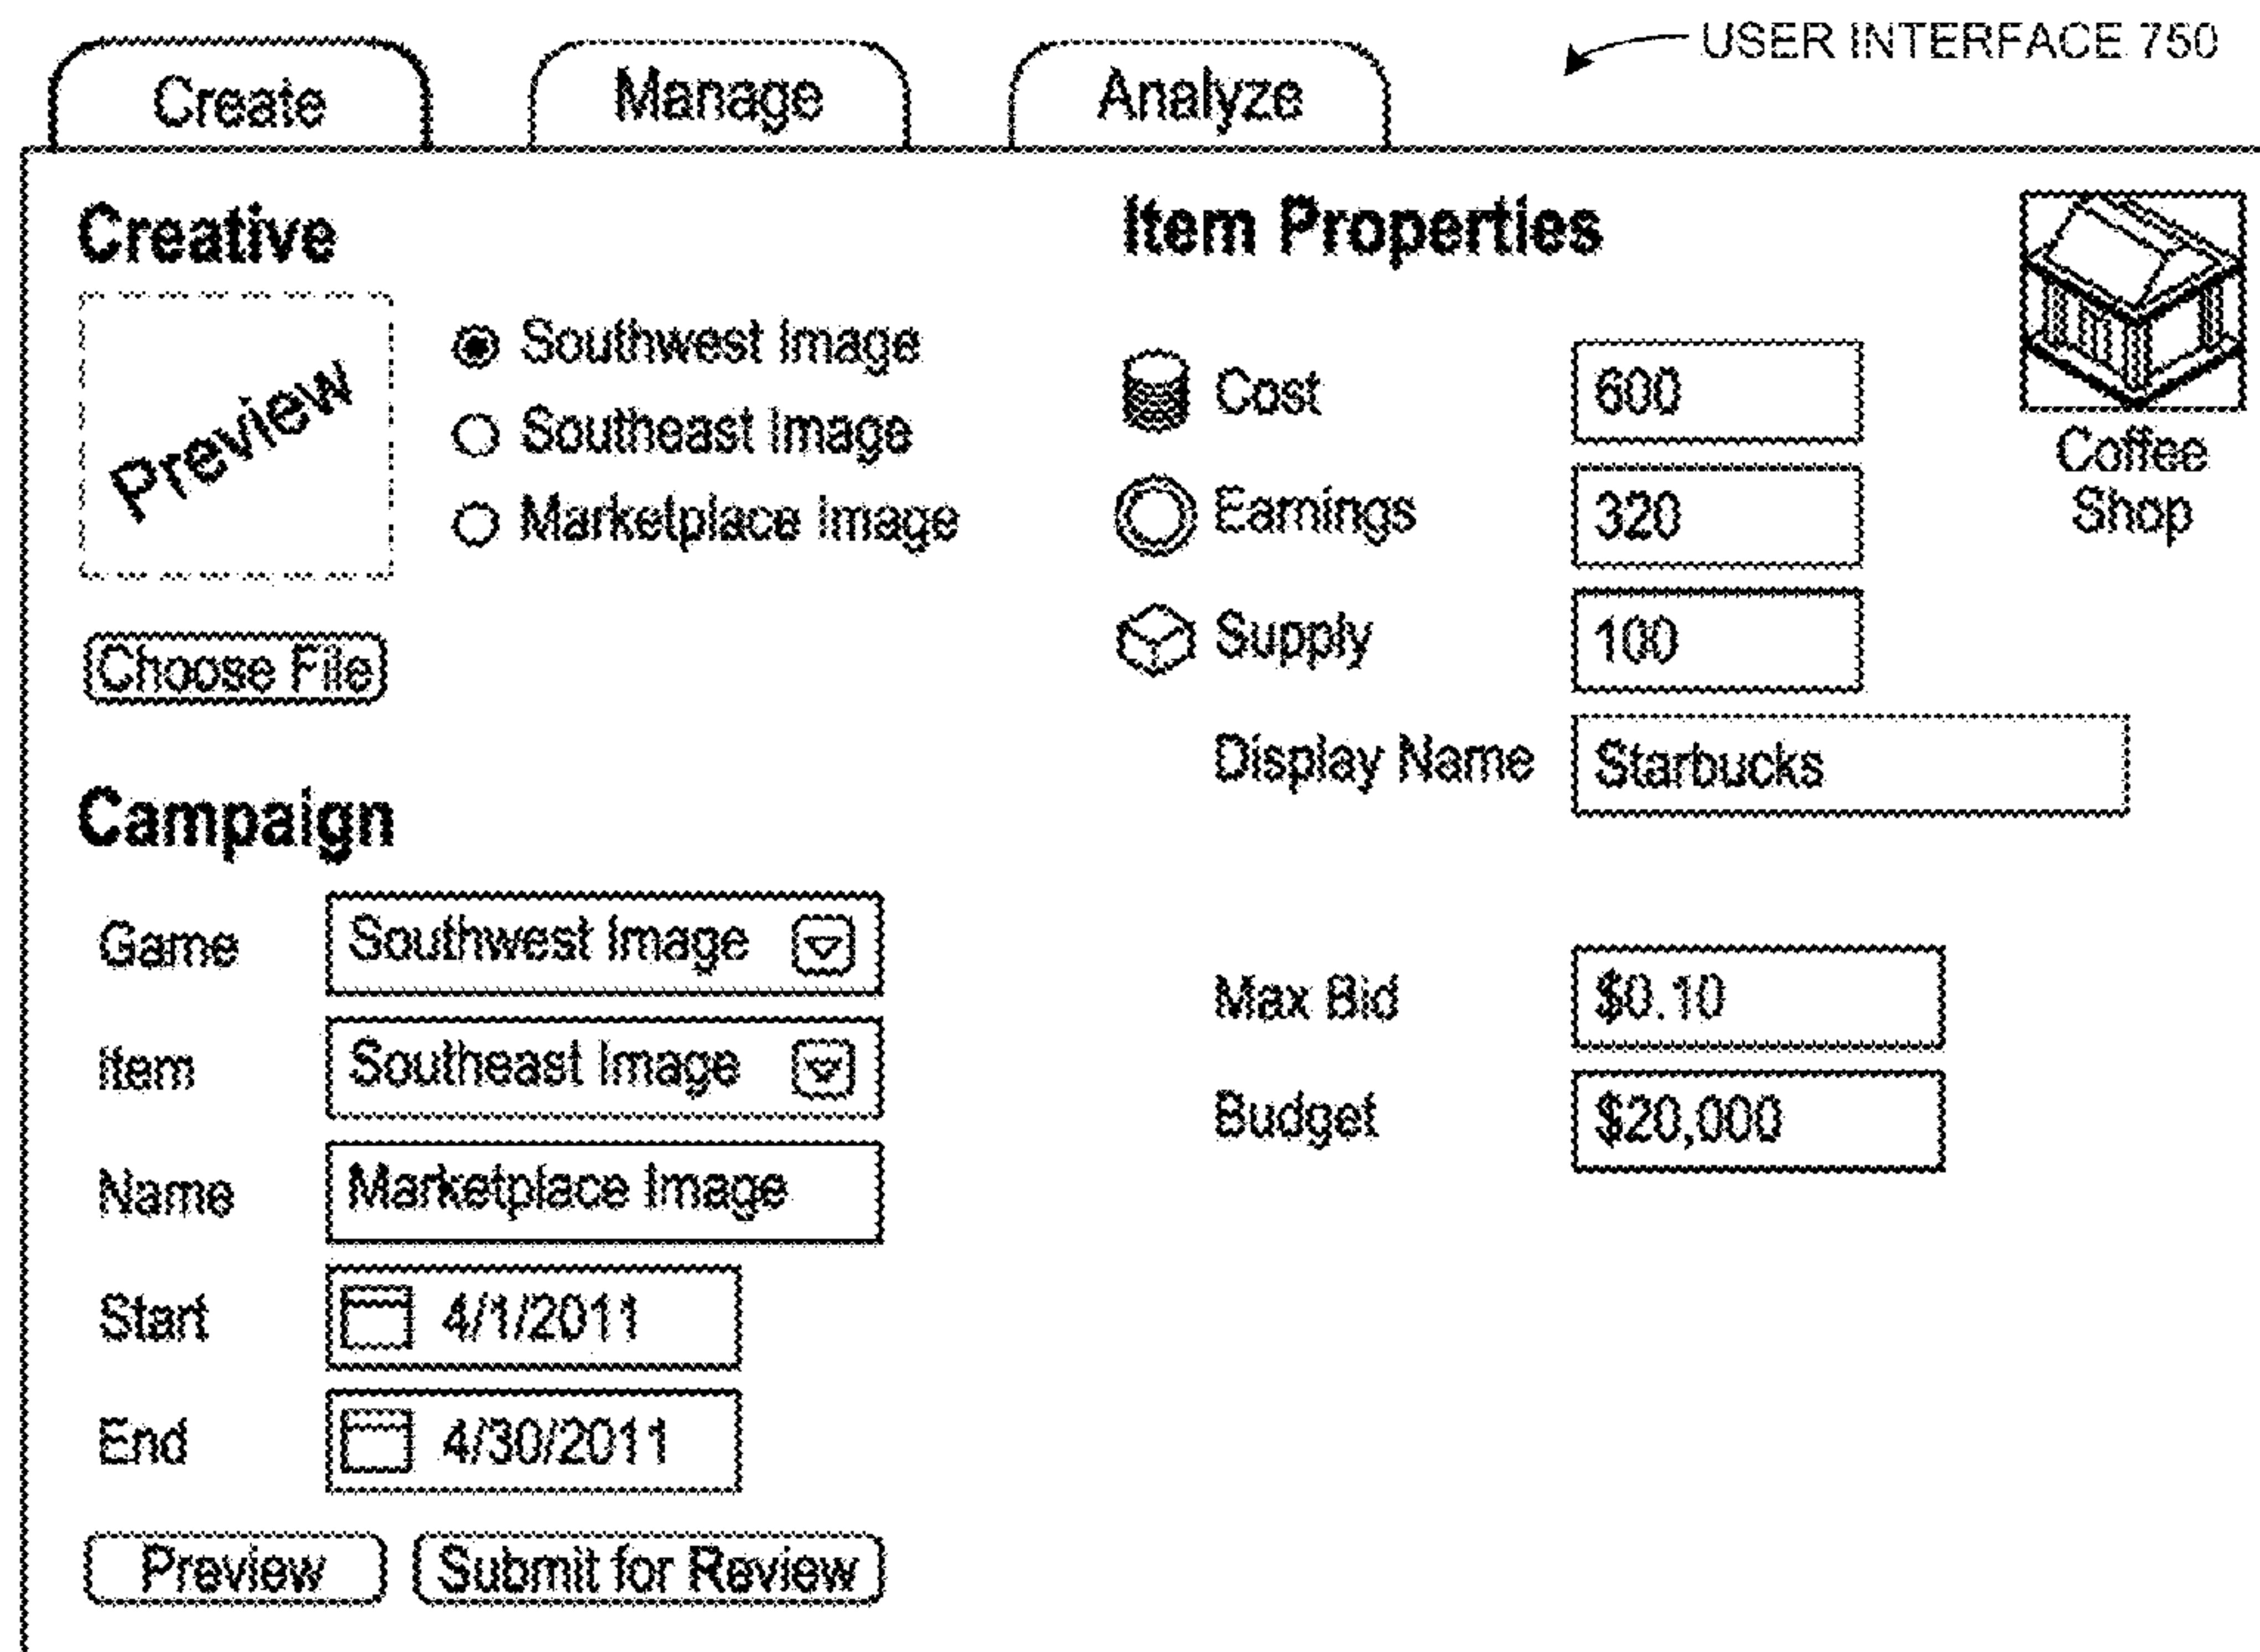 USER INTERFACE 750
Create
Manage
Analyze
Creative
Preview
Southwest Image
Southeast Image
Marketplace Image
Choose File
Campaign
Game Southwest Image
Item Southeast Image
Name Marketplace Image
Start 4/1/2011
End 4/30/2011
Preview
Submit for Review
Item Properties
Cost 600
Earnings 320
Supply 100
Display Name Starbucks
Max Bid $0.10
Budget $20,000
Coffee
Shop